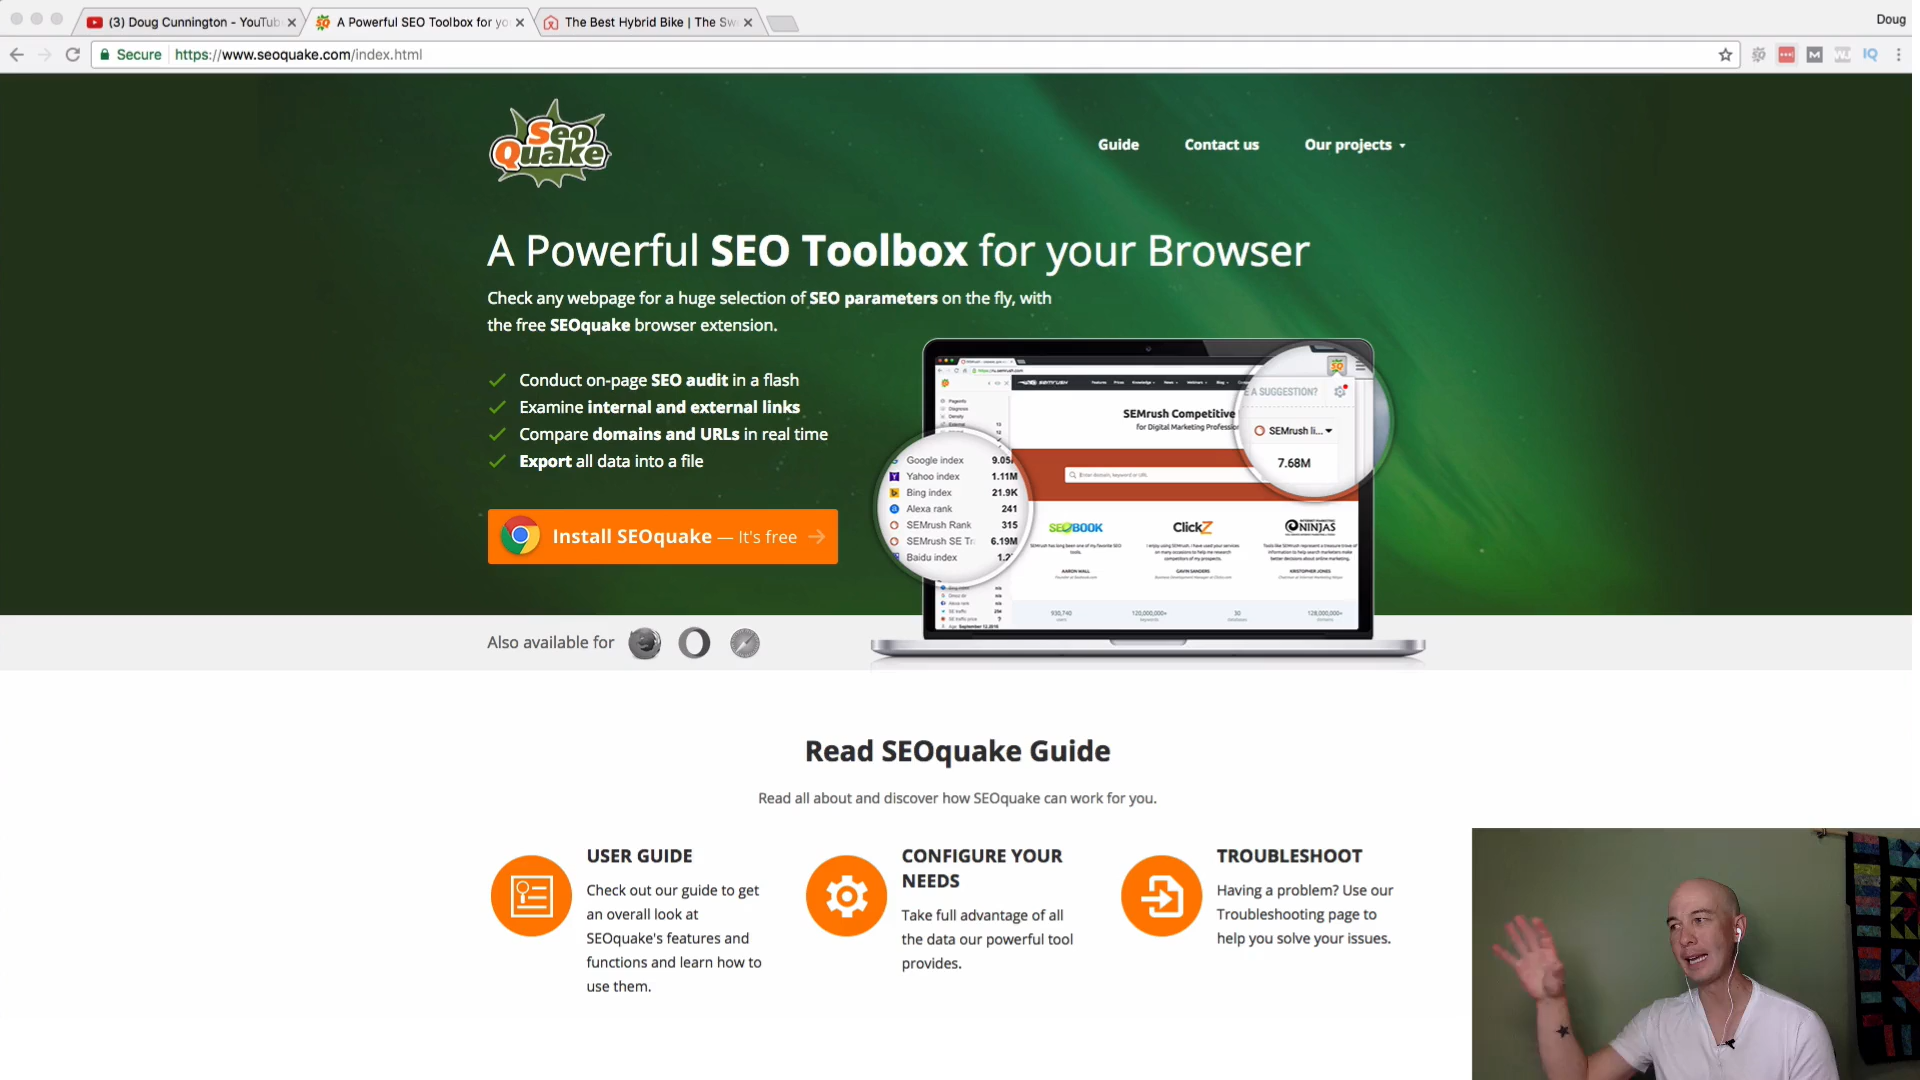 (3) Doug Cunnington - YouTub
A Powerful SEO Toolbox for yo
The Best Hybrid Bike | The Sw
Doug
Secure
https://www.seoquake.com/index.html
IQ
Seo
Quake
Guide
Contact us
Our projects
A Powerful SEO Toolbox for your Browser
Check any webpage for a huge selection of SEO parameters on the fly, with
the free SEOquake browser extension.
Conduct on-page SEO audit in a flash
Examine internal and external links
Compare domains and URLs in real time
Export all data into a file
Install SEOquake — It's free
Also available for
SEMrush Competitive
for Digital Marketing Profession
E A SUGGESTION?
SEMrush li...
7.68M
Google index 9.05
Yahoo index 1.11M
Bing index 21.9K
Alexa rank 241
SEMrush Rank 315
SEMrush SE Tr 6.19M
Baidu index 1.2
SEOBOOK
ClickZ
NINJAS
Read SEOquake Guide
Read all about and discover how SEOquake can work for you.
USER GUIDE
Check out our guide to get
an overall look at
SEOquake's features and
functions and learn how to
use them.
CONFIGURE YOUR
NEEDS
Take full advantage of all
the data our powerful tool
provides.
TROUBLESHOOT
Having a problem? Use our
Troubleshooting page to
help you solve your issues.